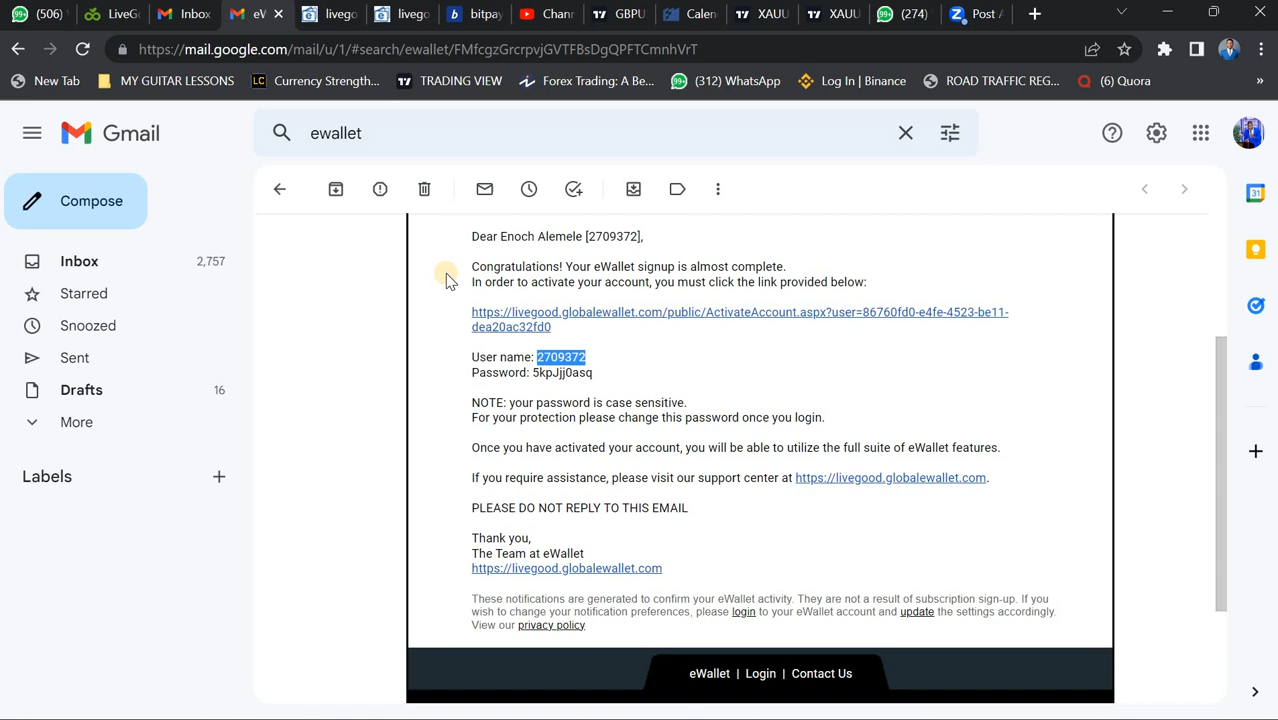 (506)
LiveGo
Inbox
eW
livego
livego
bitpay
Chann
GBPU
Calen
XAUU
XAUU
(274)
Post A
https://mail.google.com/mail/u/1/#search/ewallet/FMfcgzGrcrpvjGVTFBsDgQPFTCmnhVrT
New Tab
MY GUITAR LESSONS
Currency Strength...
TRADING VIEW
Forex Trading: A Be...
(312) WhatsApp
Log In | Binance
ROAD TRAFFIC REG...
(6) Quora
»
Gmail
ewallet
Compose
Inbox 2,757
Starred
Snoozed
Sent
Drafts 16
More
Labels
Dear Enoch Alemele [2709372],
Congratulations! Your eWallet signup is almost complete.
In order to activate your account, you must click the link provided below:
https://livegood.globalewallet.com/public/ActivateAccount.aspx?user=86760fd0-e4fe-4523-be11-
dea20ac32fd0
User name: 2709372
Password: 5kpJjj0asq
NOTE: your password is case sensitive.
For your protection please change this password once you login.
Once you have activated your account, you will be able to utilize the full suite of eWallet features.
If you require assistance, please visit our support center at https://livegood.globalewallet.com.
PLEASE DO NOT REPLY TO THIS EMAIL
Thank you,
The Team at eWallet
https://livegood.globalewallet.com
These notifications are generated to confirm your eWallet activity. They are not a result of subscription sign-up. If you
wish to change your notification preferences, please login to your eWallet account and update the settings accordingly.
View our privacy policy
eWallet | Login | Contact Us